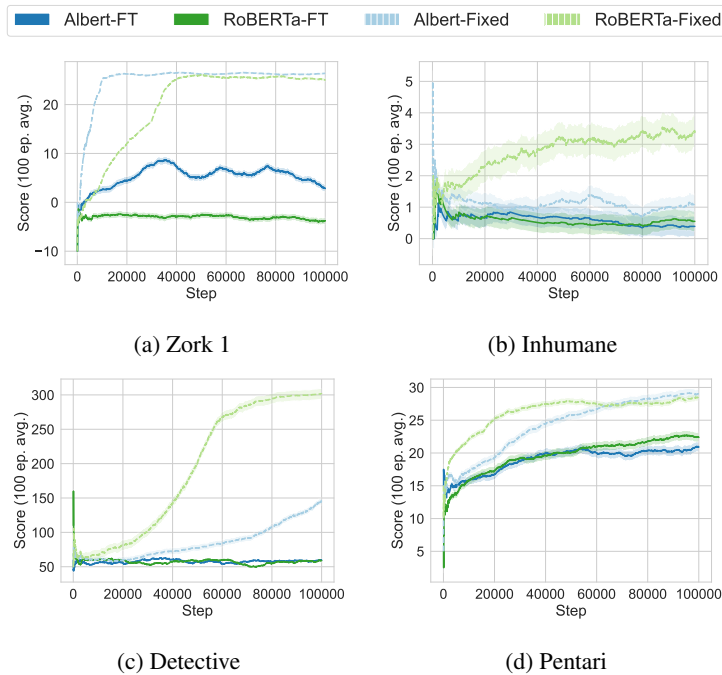 Albert-FT RoBERTa-FT Albert-Fixed RoBERTa-Fixed
Score (100 ep. avg.)
20
10
0
−10
0 20000 40000 60000 80000 100000
Step
(a) Zork 1
Score (100 ep. avg.)
5
4
3
2
1
0
0 20000 40000 60000 80000 100000
Step
(b) Inhumane
Score (100 ep. avg.)
300
250
200
150
100
50
0 20000 40000 60000 80000 100000
Step
(c) Detective
Score (100 ep. avg.)
30
25
20
15
10
5
0 20000 40000 60000 80000 100000
Step
(d) Pentari